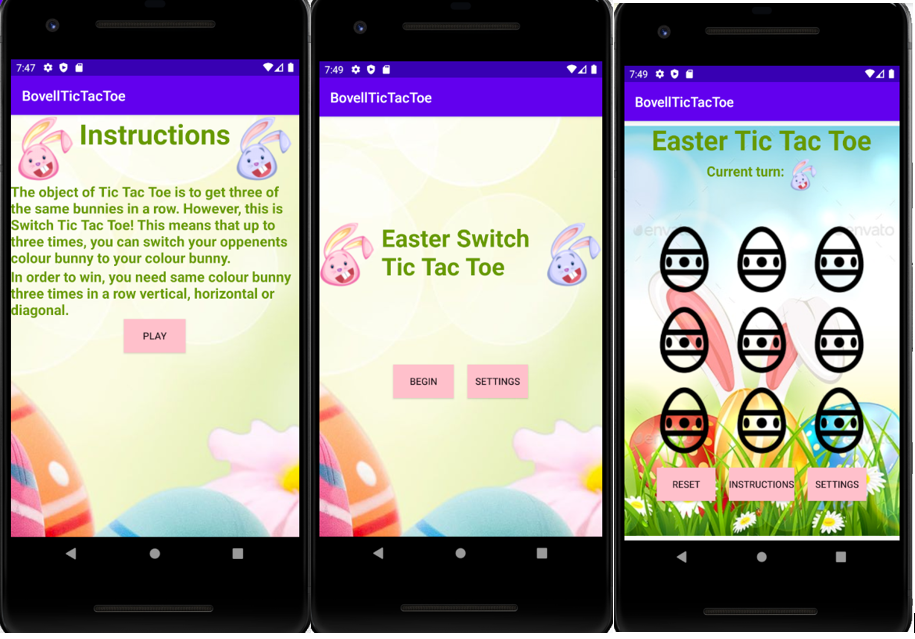 7:47
BovellTicTacToe
Instructions
The object of Tic Tac Toe is to get three of
the same bunnies in a row. However, this is
Switch Tic Tac Toe! This means that up to
three times, you can switch your oppenents
colour bunny to your colour bunny.
In order to win, you need same colour bunny
three times in a row vertical, horizontal or
diagonal.
PLAY
7:49
BovellTicTacToe
Easter Switch
Tic Tac Toe
BEGIN SETTINGS
7:49
BovellTicTacToe
Easter Tic Tac Toe
Current turn:
envato
RESET INSTRUCTIONS SETTINGS